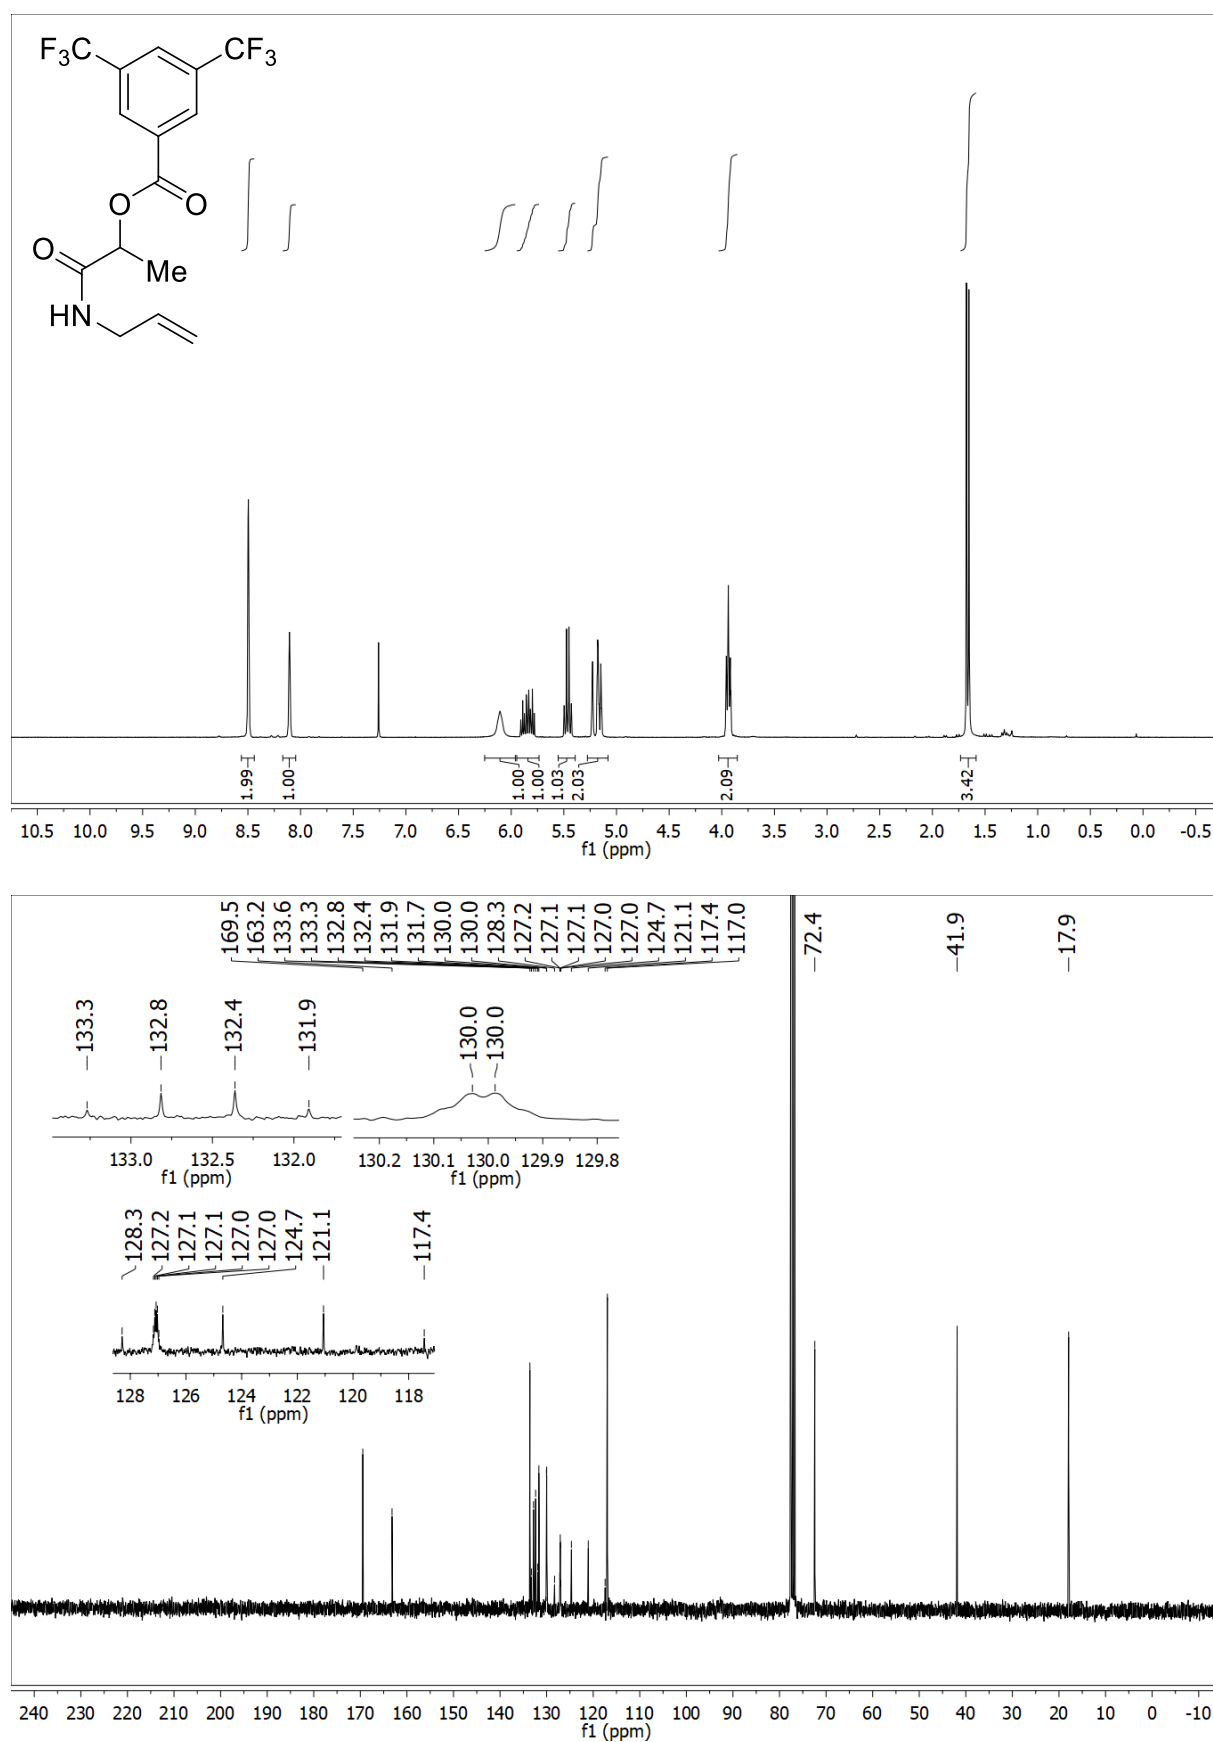 F3C CF3
O O
O Me
HN
1.99 1.00 1.00 1.00 1.03 2.03 2.09 3.42
10.5 10.0 9.5 9.0 8.5 8.0 7.5 7.0 6.5 6.0 5.5 5.0 4.5 4.0 3.5 3.0 2.5 2.0 1.5 1.0 0.5 0.0 -0.5
f1 (ppm)
169.5 163.2 133.6 133.3 132.8 132.4 131.9 131.7 130.0 130.0 128.3 127.2 127.1 127.1 127.0 127.0 124.7 121.1 117.4 117.0 72.4 41.9 17.9
133.3 132.8 132.4 131.9
130.0 130.0
133.0 132.5 132.0
f1 (ppm)
130.2 130.1 130.0 129.9 129.8
f1 (ppm)
128.3 127.2 127.1 127.1 127.0 127.0 124.7 121.1 117.4
128 126 124 122 120 118
f1 (ppm)
240 230 220 210 200 190 180 170 160 150 140 130 120 110 100 90 80 70 60 50 40 30 20 10 0 -10
f1 (ppm)